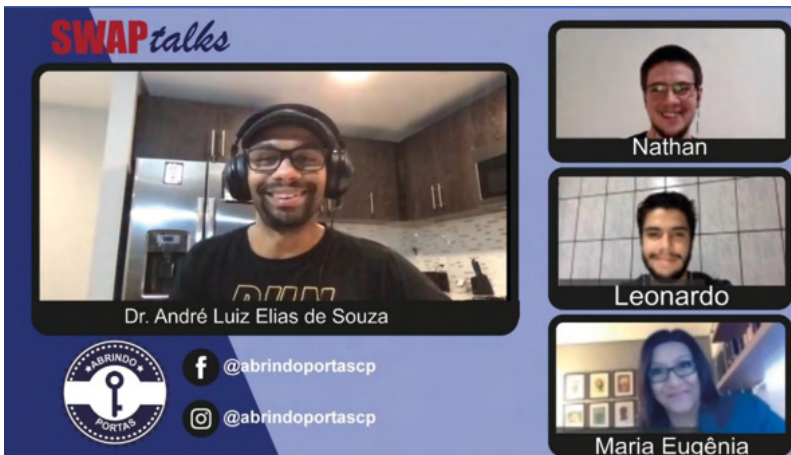 SWAPtalks
Dr. André Luiz Elias de Souza
Nathan
Leonardo
Maria Eugênia
ABRINDO
PORTAS
@abrindoportascp
@abrindoportascp